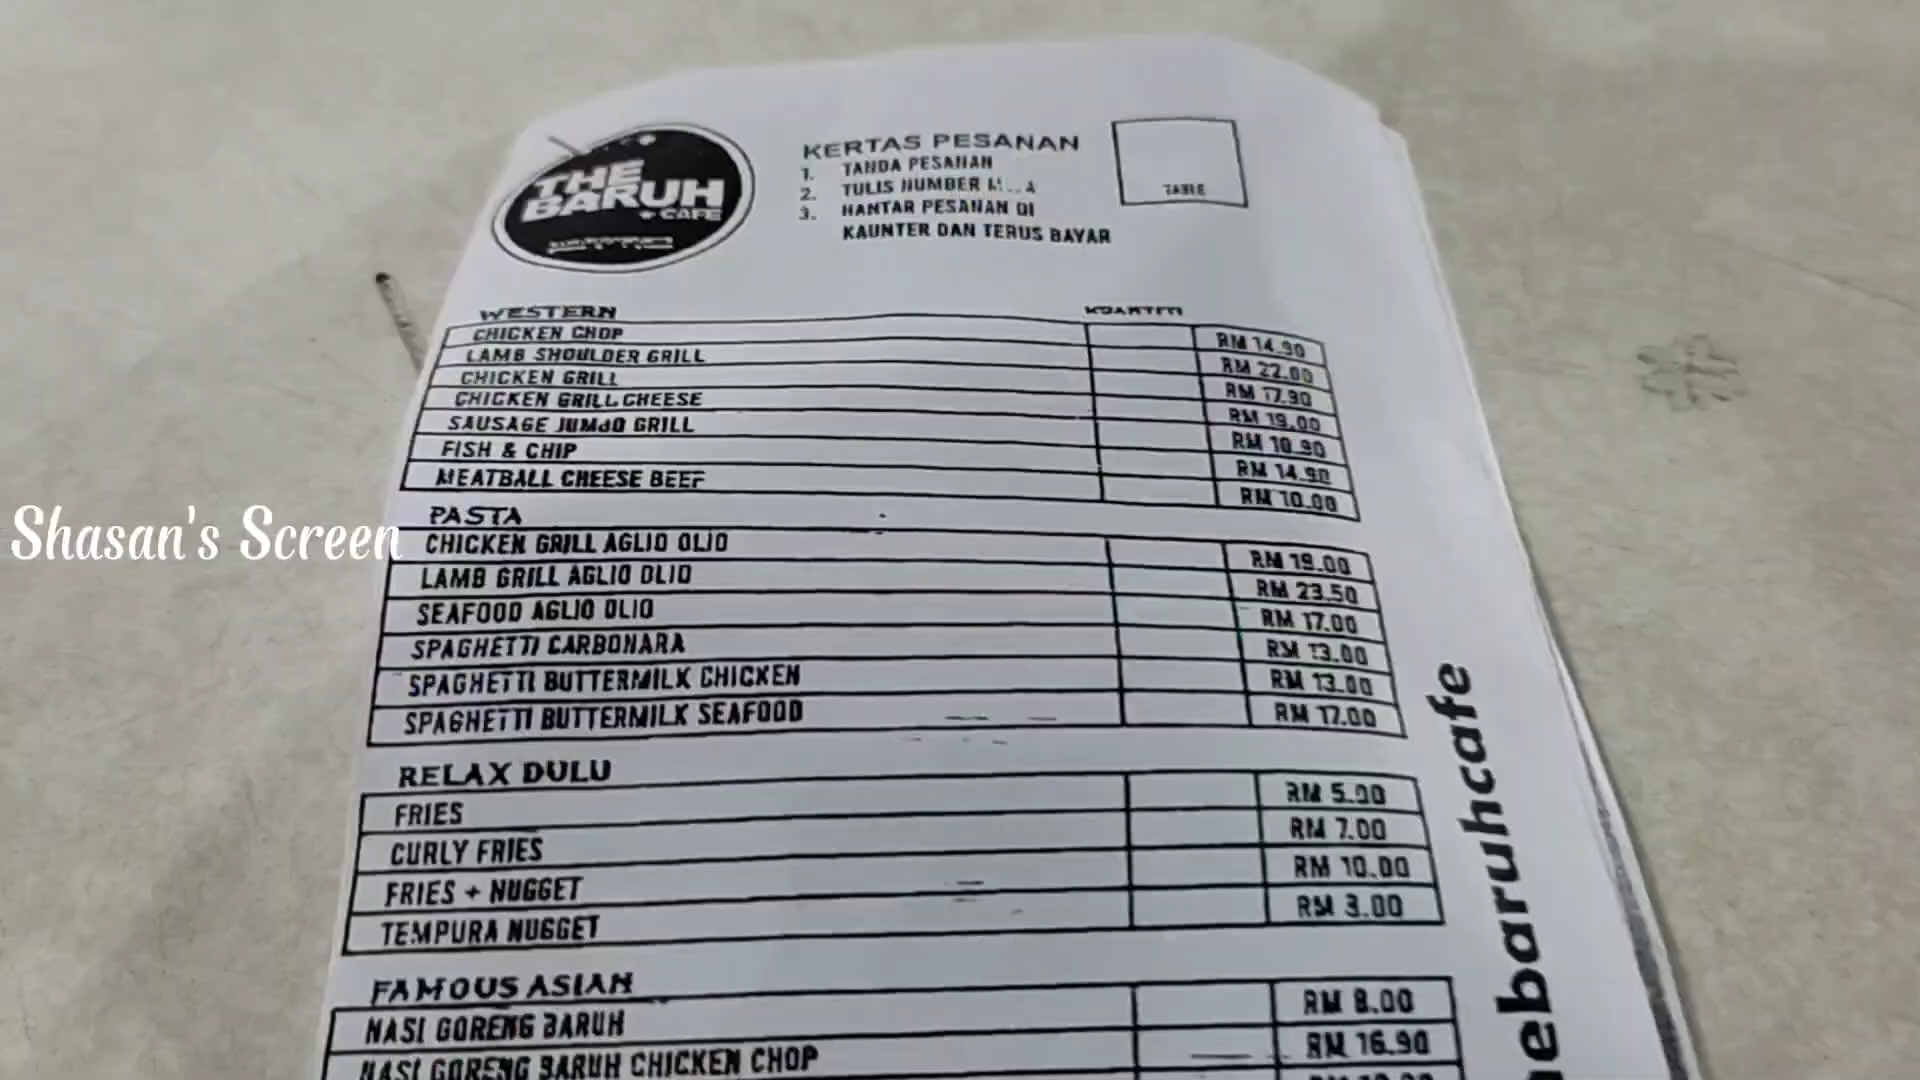 THE
BARUH
CAFE
KERTAS PESANAN
1. TANDA PESANAN
2. TULIS NUMBER
3. HANTAR PESANAN DI
KAUNTER DAN TERUS BAYAR
TABLE
WESTERN KUANTITI
CHICKEN CHOP RM 14.90
LAMB SHOULDER GRILL RM 22.00
CHICKEN GRILL RM 17.90
CHICKEN GRILL CHEESE RM 19.00
SAUSAGE JUMBO GRILL RM 10.90
FISH & CHIP RM 14.90
MEATBALL CHEESE BEEF RM 10.00
PASTA
CHICKEN GRILL AGLIO OLIO RM 19.00
LAMB GRILL AGLIO OLIO RM 23.50
SEAFOOD AGLIO OLIO RM 17.00
SPAGHETTI CARBONARA RM 13.00
SPAGHETTI BUTTERMILK CHICKEN RM 13.00
SPAGHETTI BUTTERMILK SEAFOOD RM 17.00
RELAX DULU
FRIES RM 5.00
CURLY FRIES RM 7.00
FRIES + NUGGET RM 10.00
TEMPURA NUGGET RM 3.00
FAMOUS ASIAN
NASI GORENG BARUH RM 8.00
NASI GORENG BARUH CHICKEN CHOP RM 16.90
hebaruhcafe
Shasan's Screen